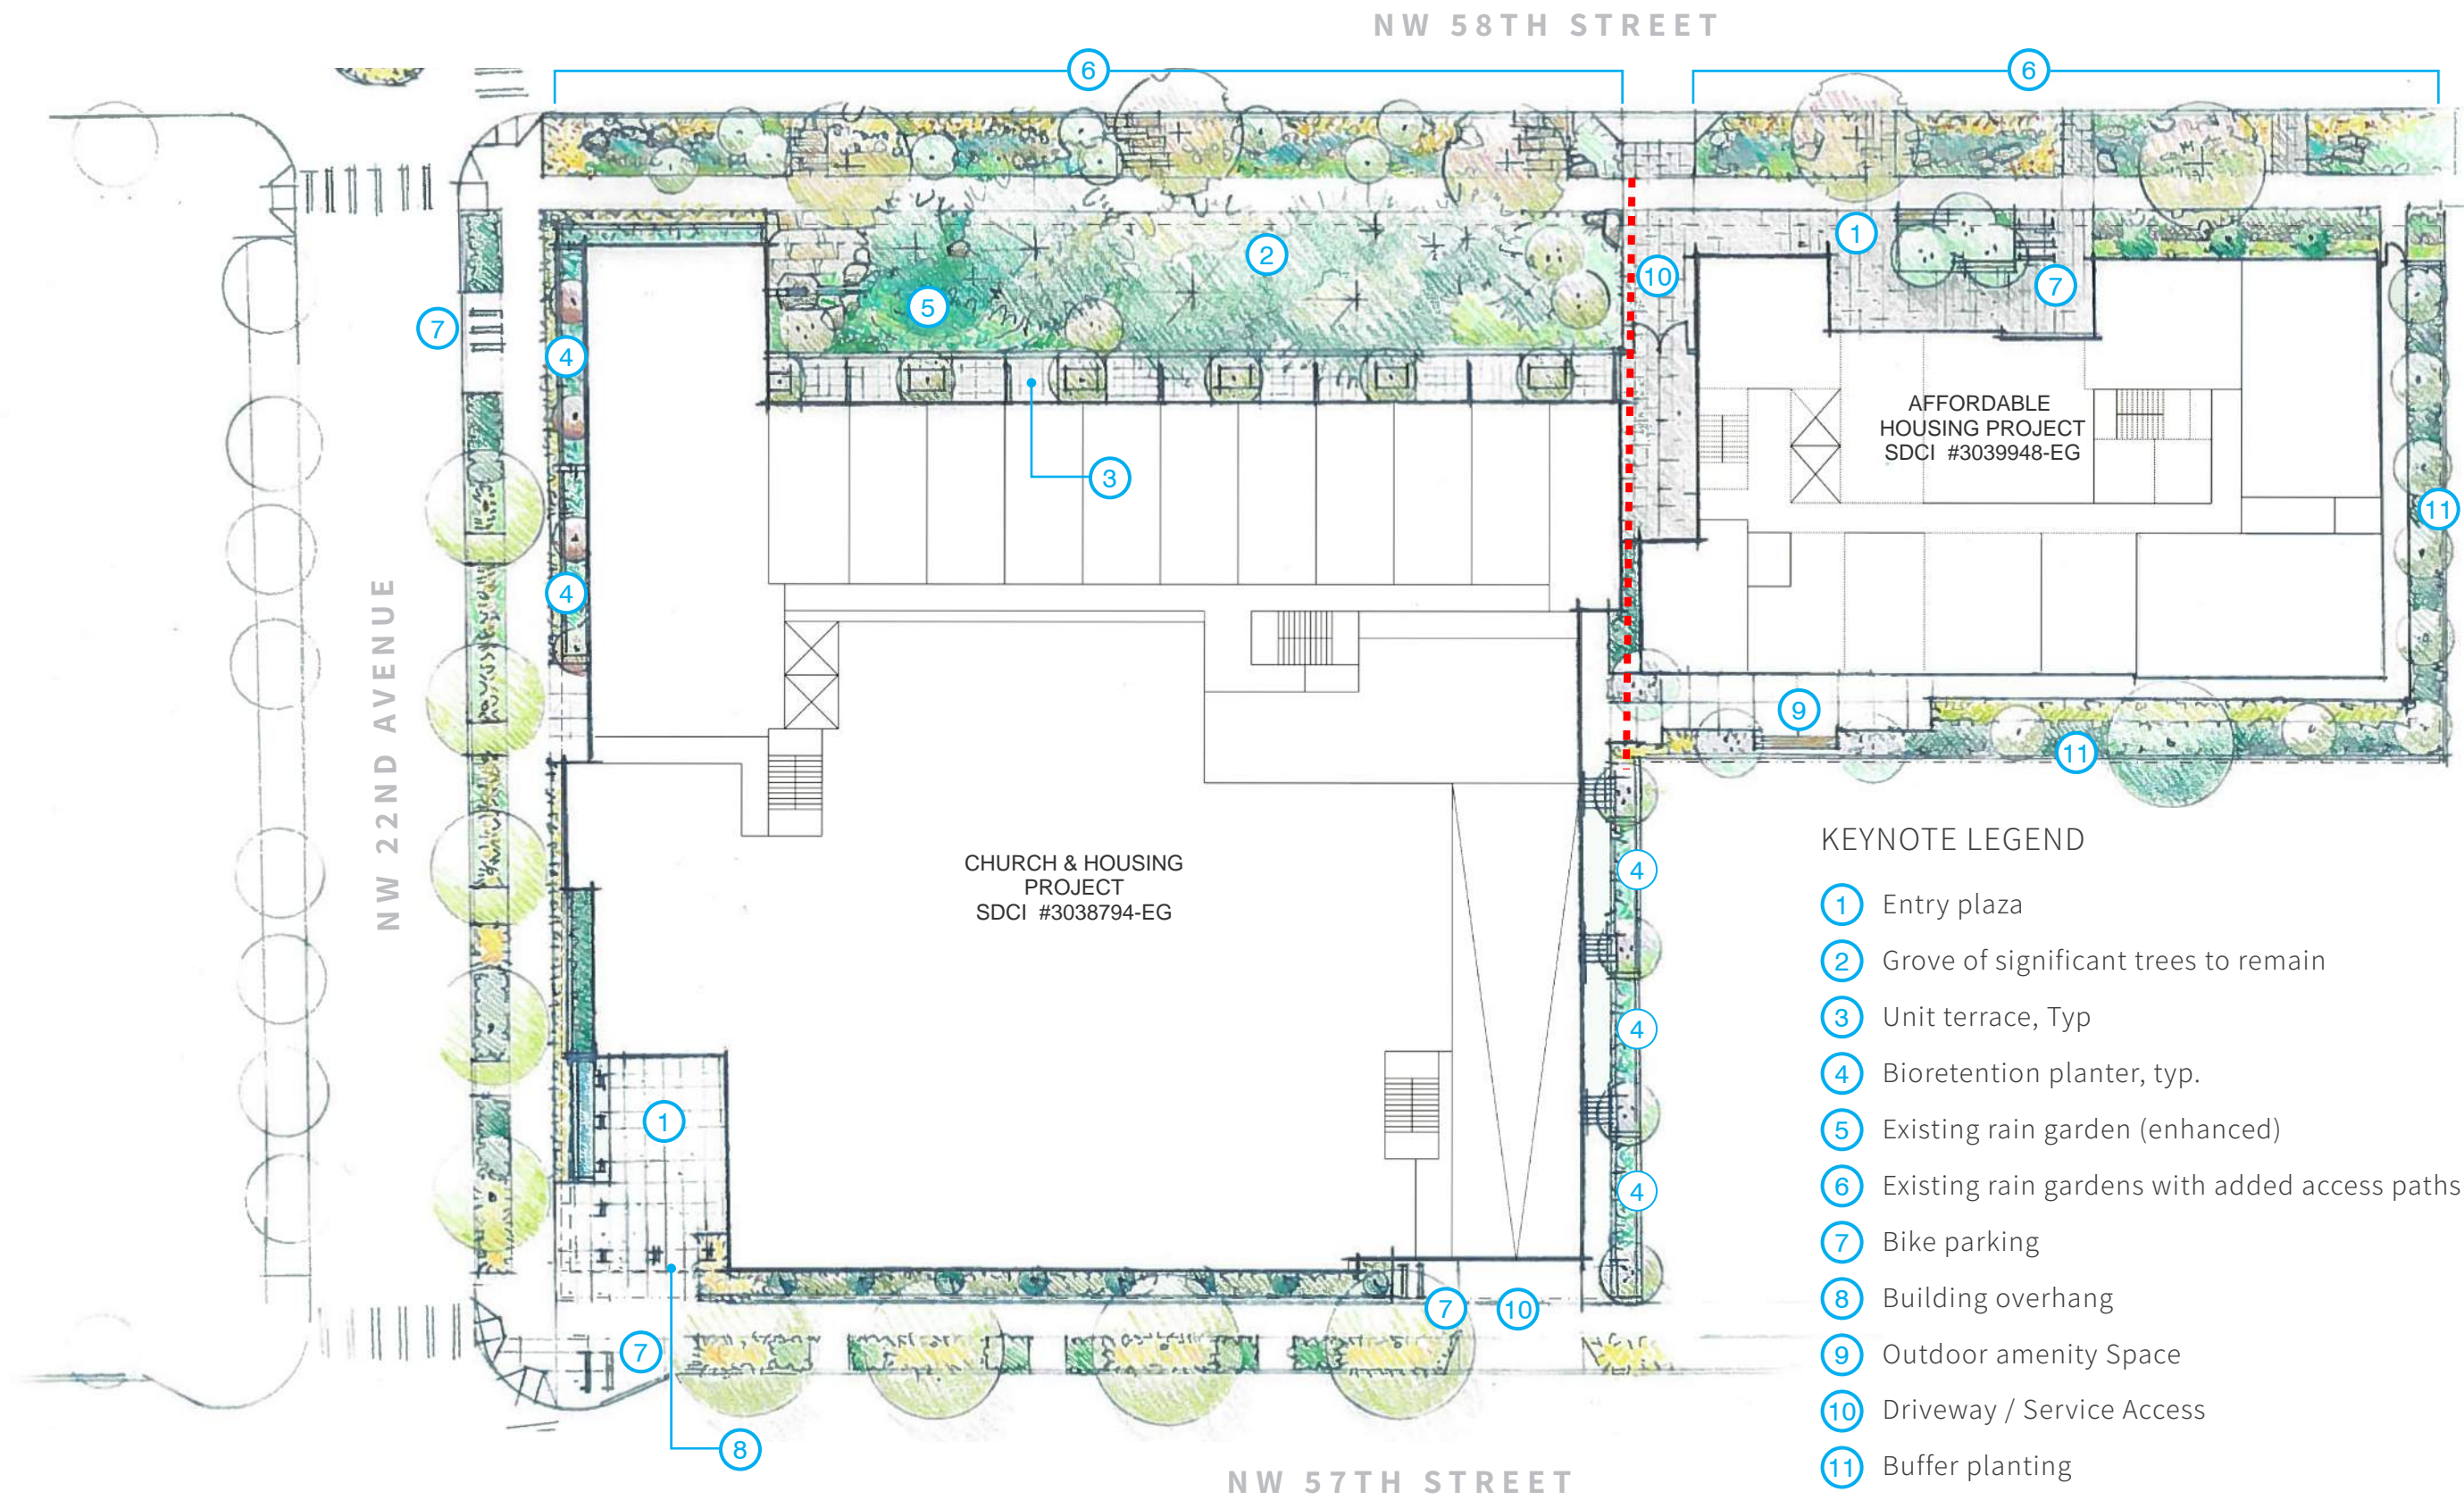 NW 58TH STREET
6
6
1
2
10
7
5
7
4
AFFORDABLE
HOUSING PROJECT
SDCI #3039948-EG
3
11
4
NW 22ND AVENUE
9
11
CHURCH & HOUSING
PROJECT
SDCI #3038794-EG
4
4
1
4
7
10
7
8
NW 57TH STREET
KEYNOTE LEGEND
1 Entry plaza
2 Grove of significant trees to remain
3 Unit terrace, Typ
4 Bioretention planter, typ.
5 Existing rain garden (enhanced)
6 Existing rain gardens with added access paths
7 Bike parking
8 Building overhang
9 Outdoor amenity Space
10 Driveway / Service Access
11 Buffer planting